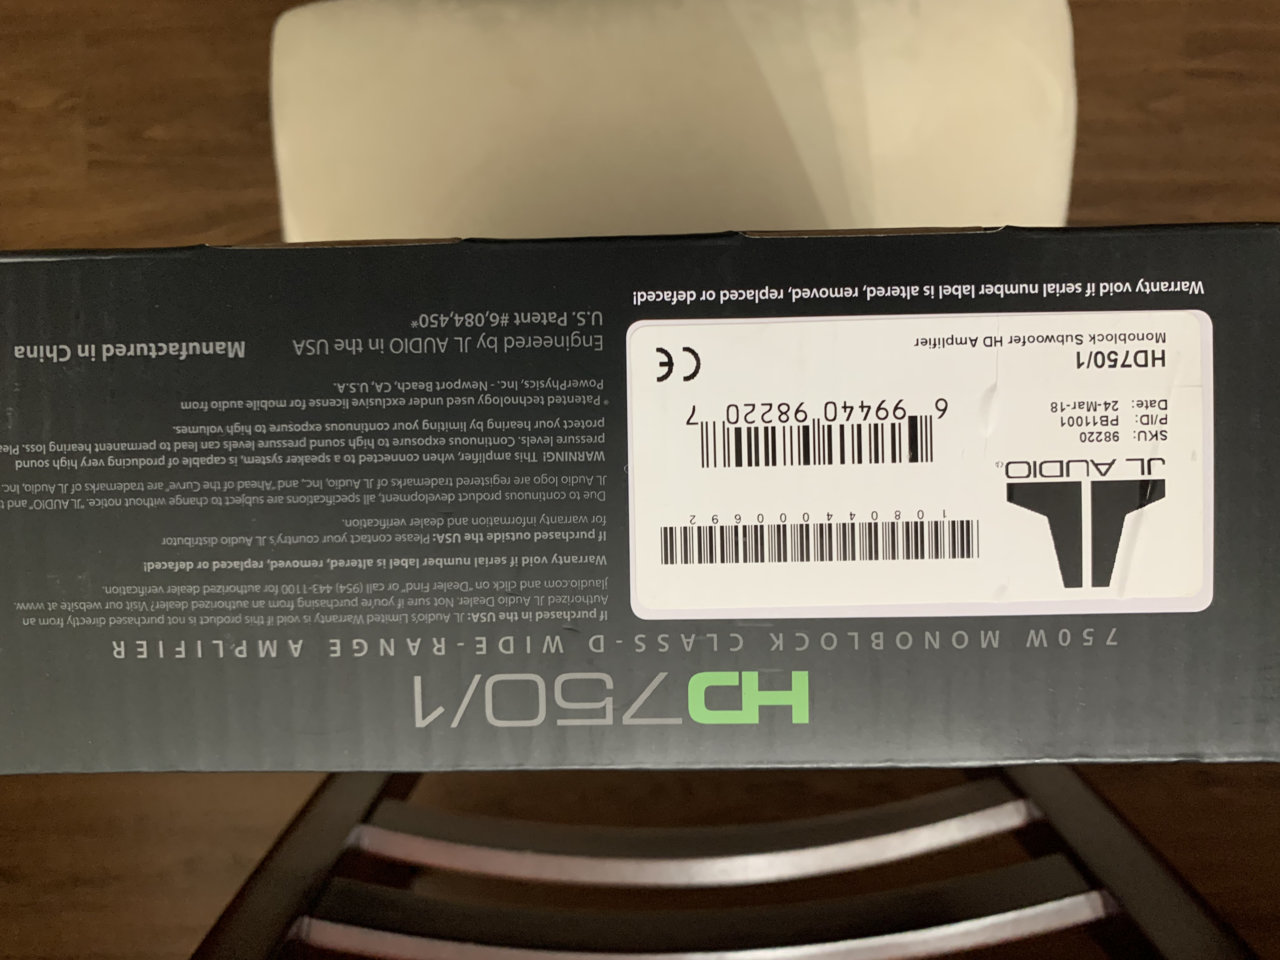 HD750/1
750W MONOBLOCK CLASS-D WIDE-RANGE AMPLIFIER
JL AUDIO
1 0 8 0 4 4 0 0 0 6 9 2
SKU: 98220
P/ID: PB11001
Date: 24-Mar-18
6 99440 98220 7
HD750/1
Monoblock Subwoofer HD Amplifier
CE
Warranty void if serial number label is altered, removed, replaced or defaced!
If purchased in the USA: JL Audio's Limited Warranty is void if this product is not purchased directly from an
Authorized JL Audio Dealer. Not sure if you're purchasing from an authorized dealer? Visit our website at www.
jlaudio.com and click on "Dealer Find" or call (954) 443-1100 for authorized dealer verification.
Warranty void if serial number label is altered, removed, replaced or defaced!
If purchased outside the USA: Please contact your country's JL Audio distributor
for warranty information and dealer verification.
Due to continuous product development, all specifications are subject to change without notice. "JL AUDIO" and t
JL Audio logo are registered trademarks of JL Audio, Inc., and "Ahead of the Curve" are trademarks of JL Audio, Inc.
WARNING! This amplifier, when connected to a speaker system, is capable of producing very high sound
pressure levels. Continuous exposure to high sound pressure levels can lead to permanent hearing loss. Plea
protect your hearing by limiting your continuous exposure to high volumes.
* Patented technology used under exclusive license for mobile audio from
PowerPhysics, Inc. - Newport Beach, CA, U.S.A.
Engineered by JL AUDIO in the USA Manufactured in China
U.S. Patent #6,084,450*